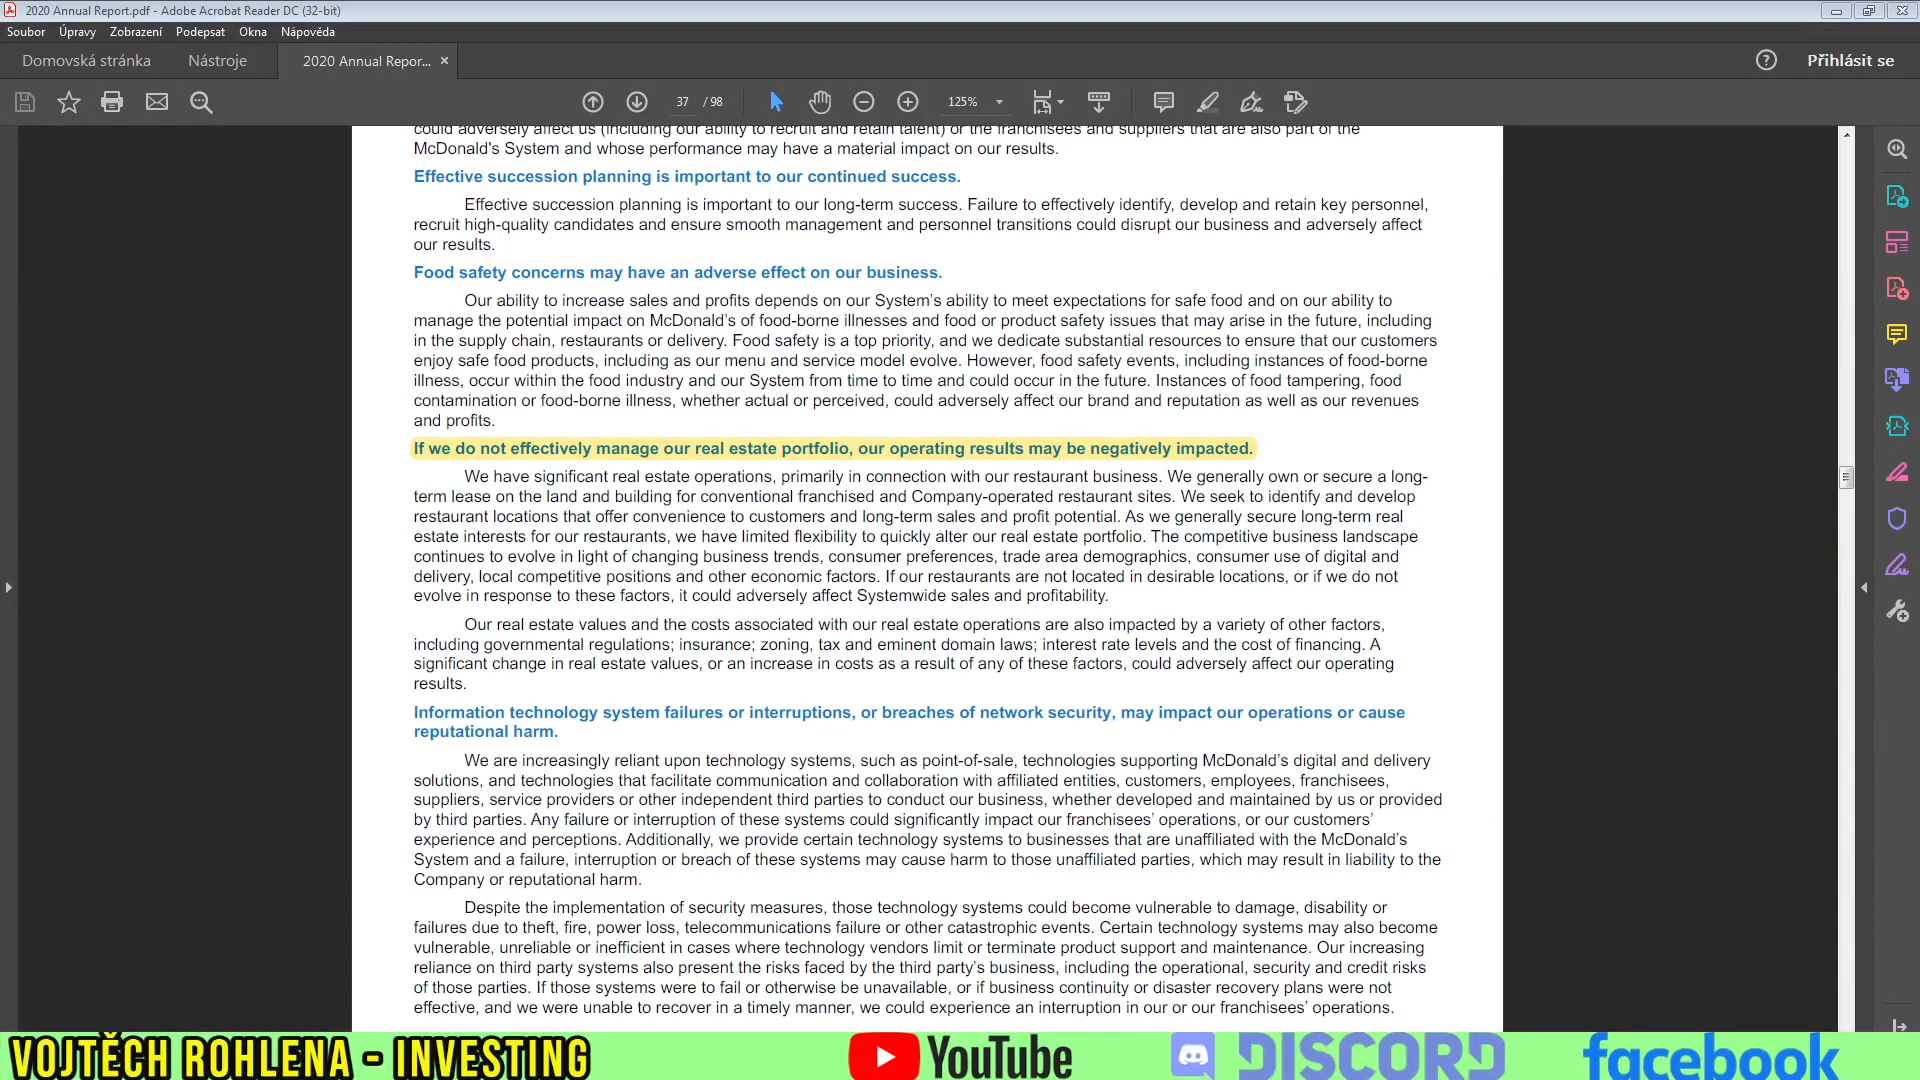 2020 Annual Report.pdf - Adobe Acrobat Reader DC (32-bit)
Soubor Úpravy Zobrazení Podepsat Okna Nápověda
Domovská stránka Nástroje 2020 Annual Repor... × Přihlásit se
37 / 98 125%
could adversely affect us (including our ability to recruit and retain talent) or the franchisees and suppliers that are also part of the
McDonald's System and whose performance may have a material impact on our results.
Effective succession planning is important to our continued success.
Effective succession planning is important to our long-term success. Failure to effectively identify, develop and retain key personnel,
recruit high-quality candidates and ensure smooth management and personnel transitions could disrupt our business and adversely affect
our results.
Food safety concerns may have an adverse effect on our business.
Our ability to increase sales and profits depends on our System's ability to meet expectations for safe food and on our ability to
manage the potential impact on McDonald's of food-borne illnesses and food or product safety issues that may arise in the future, including
in the supply chain, restaurants or delivery. Food safety is a top priority, and we dedicate substantial resources to ensure that our customers
enjoy safe food products, including as our menu and service model evolve. However, food safety events, including instances of food-borne
illness, occur within the food industry and our System from time to time and could occur in the future. Instances of food tampering, food
contamination or food-borne illness, whether actual or perceived, could adversely affect our brand and reputation as well as our revenues
and profits.
If we do not effectively manage our real estate portfolio, our operating results may be negatively impacted.
We have significant real estate operations, primarily in connection with our restaurant business. We generally own or secure a long-
term lease on the land and building for conventional franchised and Company-operated restaurant sites. We seek to identify and develop
restaurant locations that offer convenience to customers and long-term sales and profit potential. As we generally secure long-term real
estate interests for our restaurants, we have limited flexibility to quickly alter our real estate portfolio. The competitive business landscape
continues to evolve in light of changing business trends, consumer preferences, trade area demographics, consumer use of digital and
delivery, local competitive positions and other economic factors. If our restaurants are not located in desirable locations, or if we do not
evolve in response to these factors, it could adversely affect Systemwide sales and profitability.
Our real estate values and the costs associated with our real estate operations are also impacted by a variety of other factors,
including governmental regulations; insurance; zoning, tax and eminent domain laws; interest rate levels and the cost of financing. A
significant change in real estate values, or an increase in costs as a result of any of these factors, could adversely affect our operating
results.
Information technology system failures or interruptions, or breaches of network security, may impact our operations or cause
reputational harm.
We are increasingly reliant upon technology systems, such as point-of-sale, technologies supporting McDonald's digital and delivery
solutions, and technologies that facilitate communication and collaboration with affiliated entities, customers, employees, franchisees,
suppliers, service providers or other independent third parties to conduct our business, whether developed and maintained by us or provided
by third parties. Any failure or interruption of these systems could significantly impact our franchisees' operations, or our customers'
experience and perceptions. Additionally, we provide certain technology systems to businesses that are unaffiliated with the McDonald's
System and a failure, interruption or breach of these systems may cause harm to those unaffiliated parties, which may result in liability to the
Company or reputational harm.
Despite the implementation of security measures, those technology systems could become vulnerable to damage, disability or
failures due to theft, fire, power loss, telecommunications failure or other catastrophic events. Certain technology systems may also become
vulnerable, unreliable or inefficient in cases where technology vendors limit or terminate product support and maintenance. Our increasing
reliance on third party systems also present the risks faced by the third party's business, including the operational, security and credit risks
of those parties. If those systems were to fail or otherwise be unavailable, or if business continuity or disaster recovery plans were not
effective, and we were unable to recover in a timely manner, we could experience an interruption in our or our franchisees' operations.
VOJTĚCH ROHLENA - INVESTING YouTube DISCORD facebook